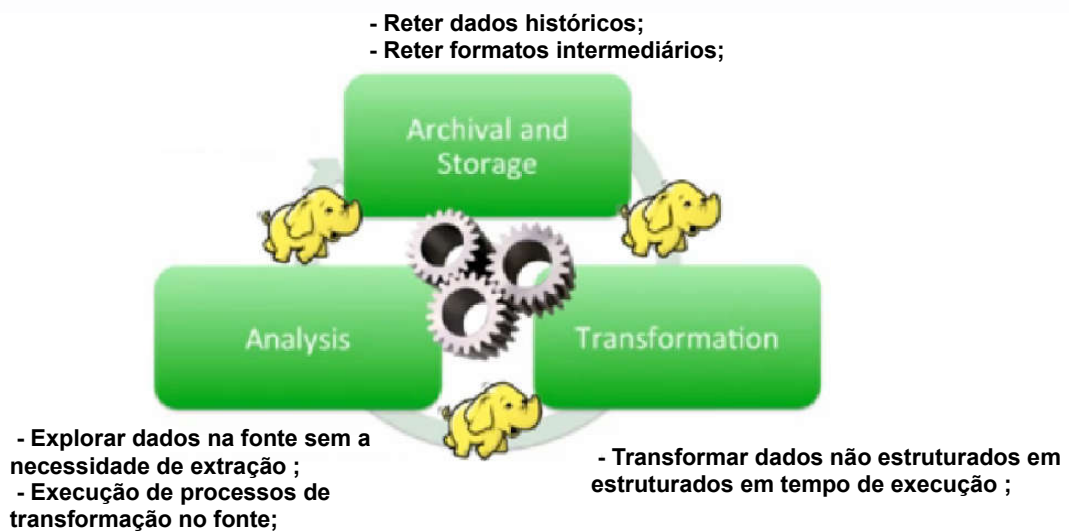 - Reter dados históricos;
- Reter formatos intermediários;
Archival and
Storage
Analysis
Transformation
- Explorar dados na fonte sem a
necessidade de extração ;
- Execução de processos de
transformação no fonte;
- Transformar dados não estruturados em
estruturados em tempo de execução ;